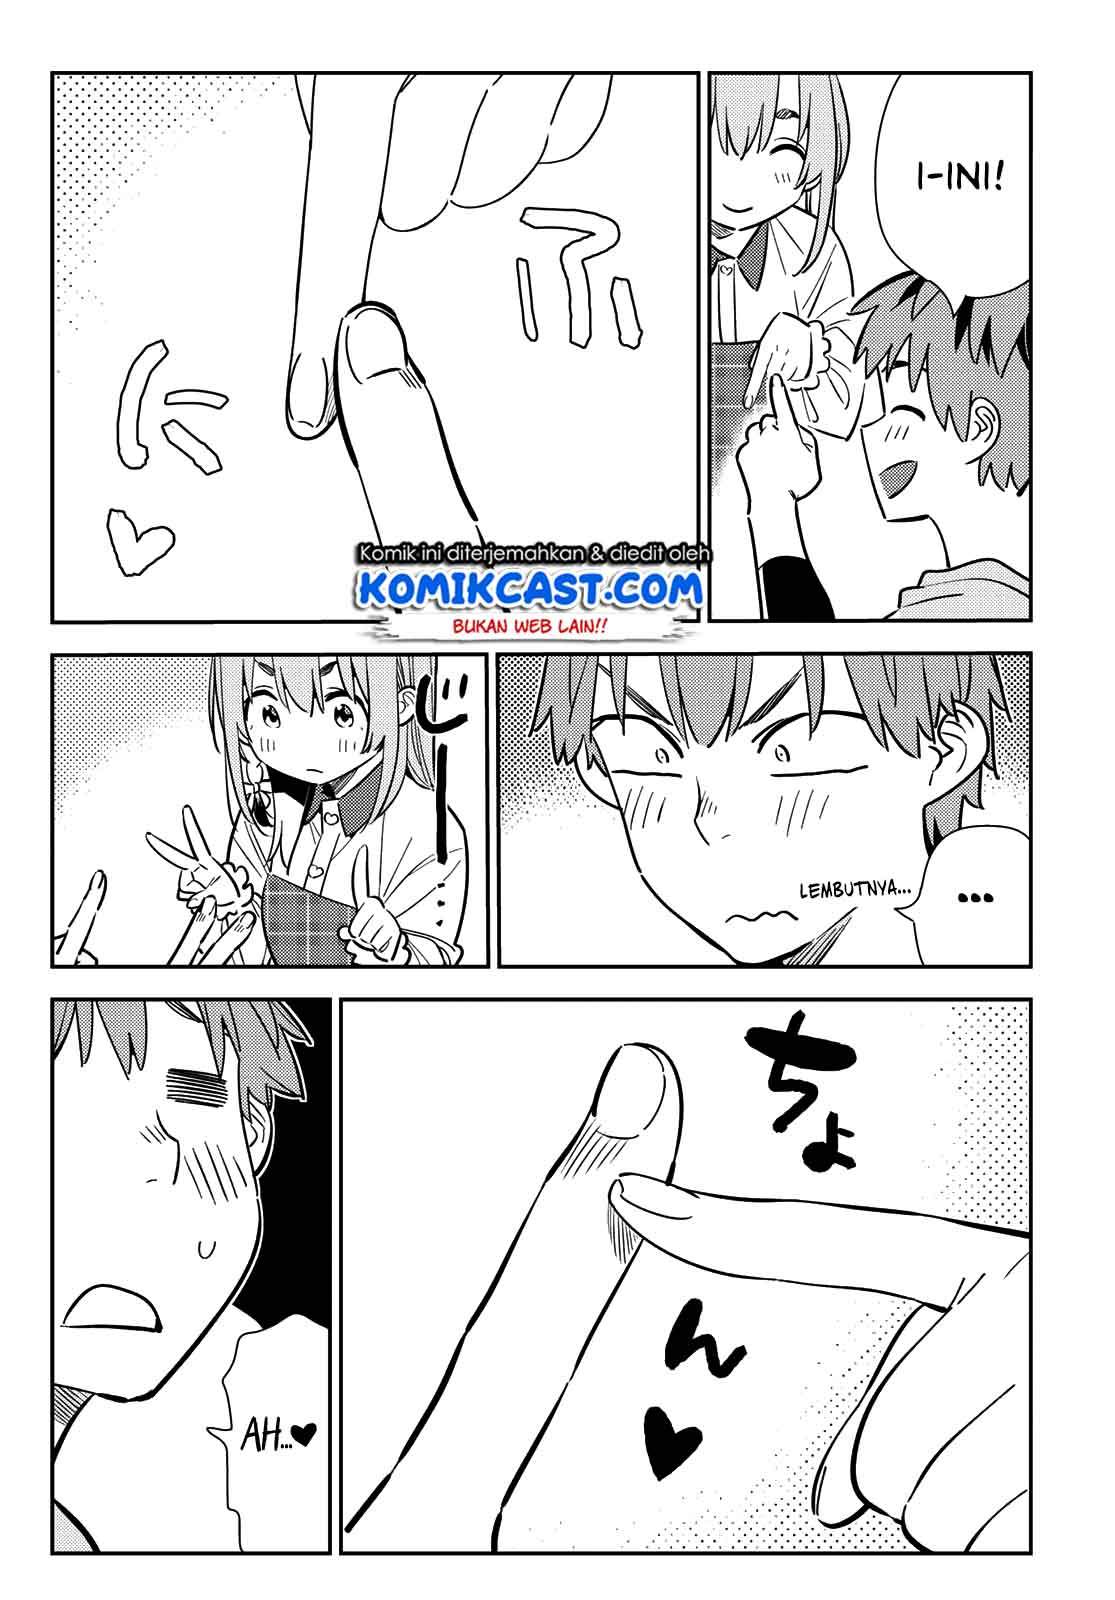 I-INI!
ぷに
♡
Komik ini diterjemahkan & diedit oleh
KOMIKCAST.COM
BUKAN WEB LAIN!!
...
LEMBUTNYA...
じー......
ちょん
♥
AH...♥